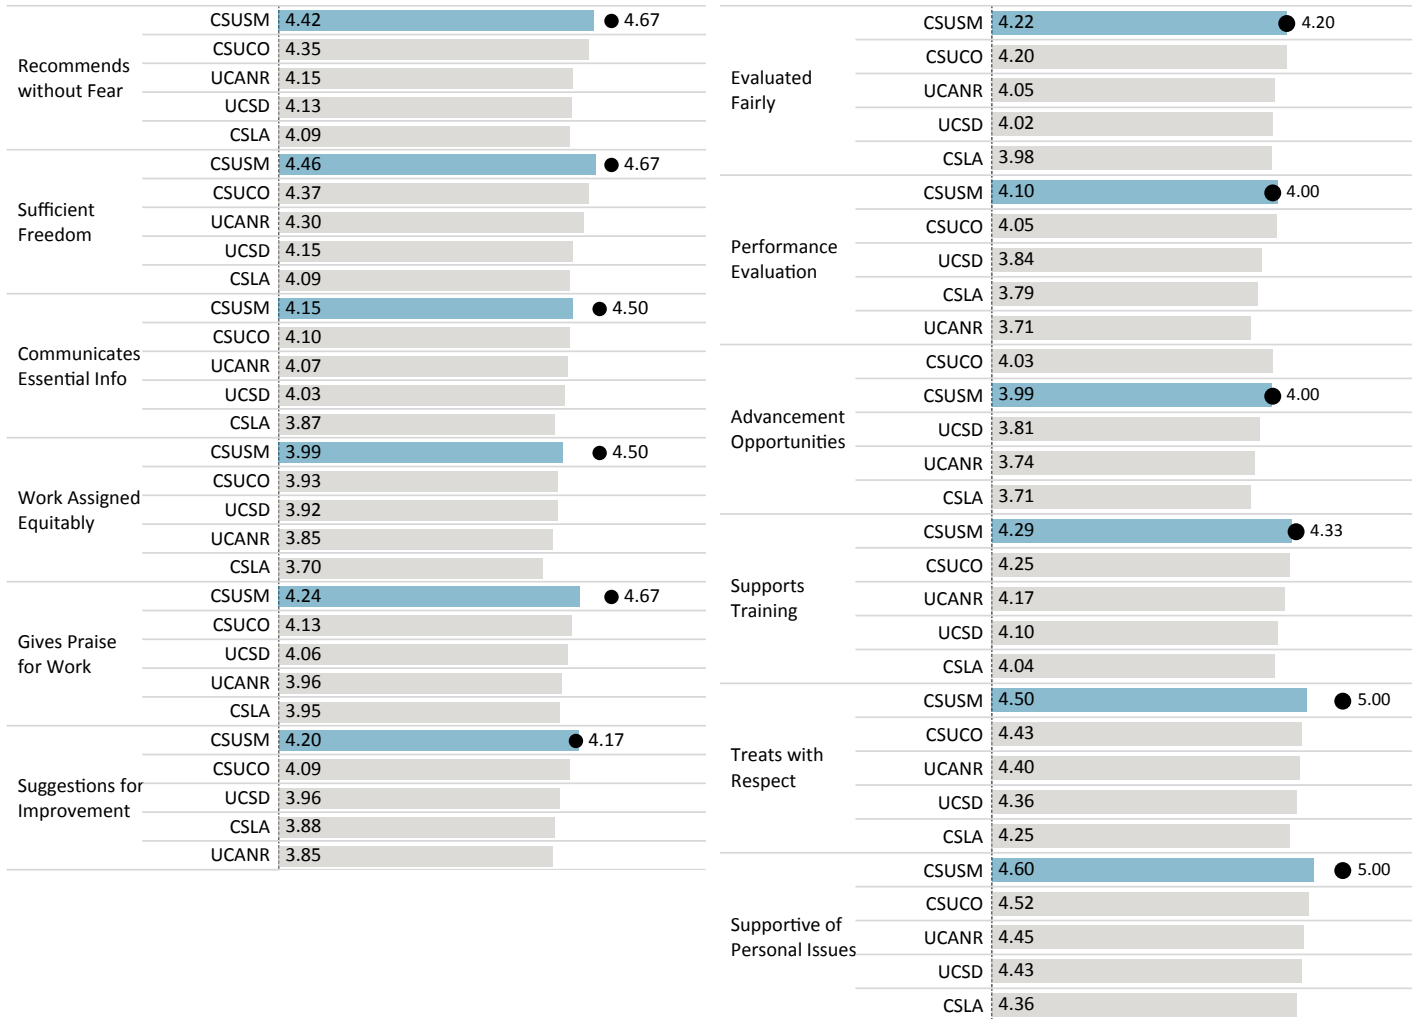 Recommends
without Fear
CSUSM 4.42 4.67
CSUCO 4.35
UCANR 4.15
UCSD 4.13
CSLA 4.09
Sufficient
Freedom
CSUSM 4.46 4.67
CSUCO 4.37
UCANR 4.30
UCSD 4.15
CSLA 4.09
Communicates
Essential Info
CSUSM 4.15 4.50
CSUCO 4.10
UCANR 4.07
UCSD 4.03
CSLA 3.87
Work Assigned
Equitably
CSUSM 3.99 4.50
CSUCO 3.93
UCSD 3.92
UCANR 3.85
CSLA 3.70
Gives Praise
for Work
CSUSM 4.24 4.67
CSUCO 4.13
UCSD 4.06
UCANR 3.96
CSLA 3.95
Suggestions for
Improvement
CSUSM 4.20 4.17
CSUCO 4.09
UCSD 3.96
CSLA 3.88
UCANR 3.85
Evaluated
Fairly
CSUSM 4.22 4.20
CSUCO 4.20
UCANR 4.05
UCSD 4.02
CSLA 3.98
Performance
Evaluation
CSUSM 4.10 4.00
CSUCO 4.05
UCSD 3.84
CSLA 3.79
UCANR 3.71
Advancement
Opportunities
CSUCO 4.03
CSUSM 3.99 4.00
UCSD 3.81
UCANR 3.74
CSLA 3.71
Supports
Training
CSUSM 4.29 4.33
CSUCO 4.25
UCANR 4.17
UCSD 4.10
CSLA 4.04
Treats with
Respect
CSUSM 4.50 5.00
CSUCO 4.43
UCANR 4.40
UCSD 4.36
CSLA 4.25
Supportive of
Personal Issues
CSUSM 4.60 5.00
CSUCO 4.52
UCANR 4.45
UCSD 4.43
CSLA 4.36